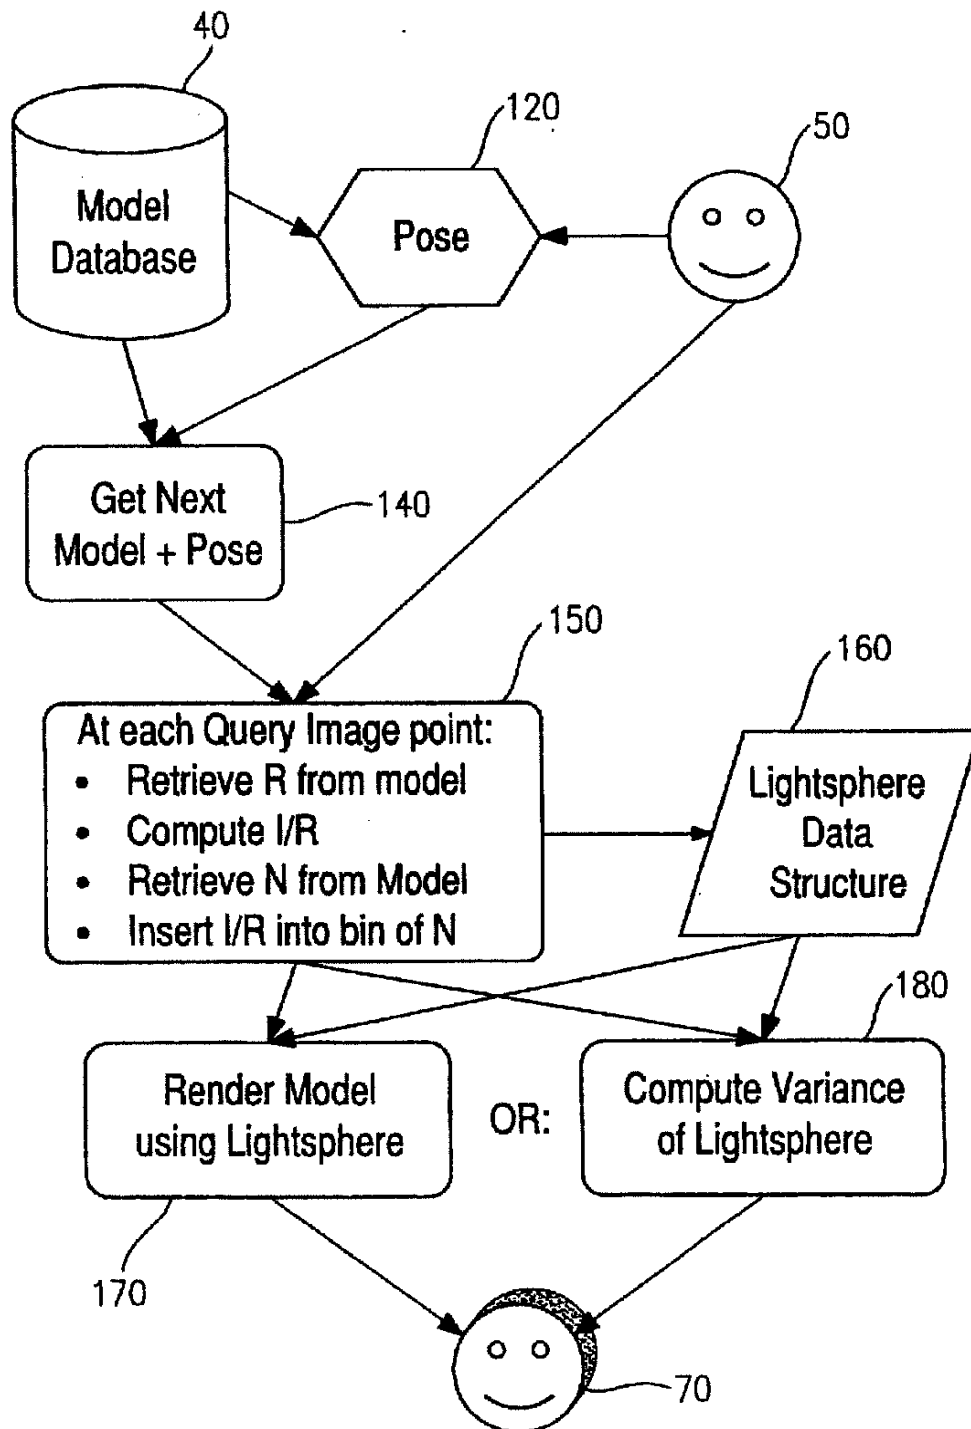 40
120
50
Model
Database
Pose
Get Next
Model + Pose
140
150
160
At each Query Image point:
• Retrieve R from model
• Compute I/R
• Retrieve N from Model
• Insert I/R into bin of N
Lightsphere
Data
Structure
180
Render Model
using Lightsphere
OR:
Compute Variance
of Lightsphere
170
70